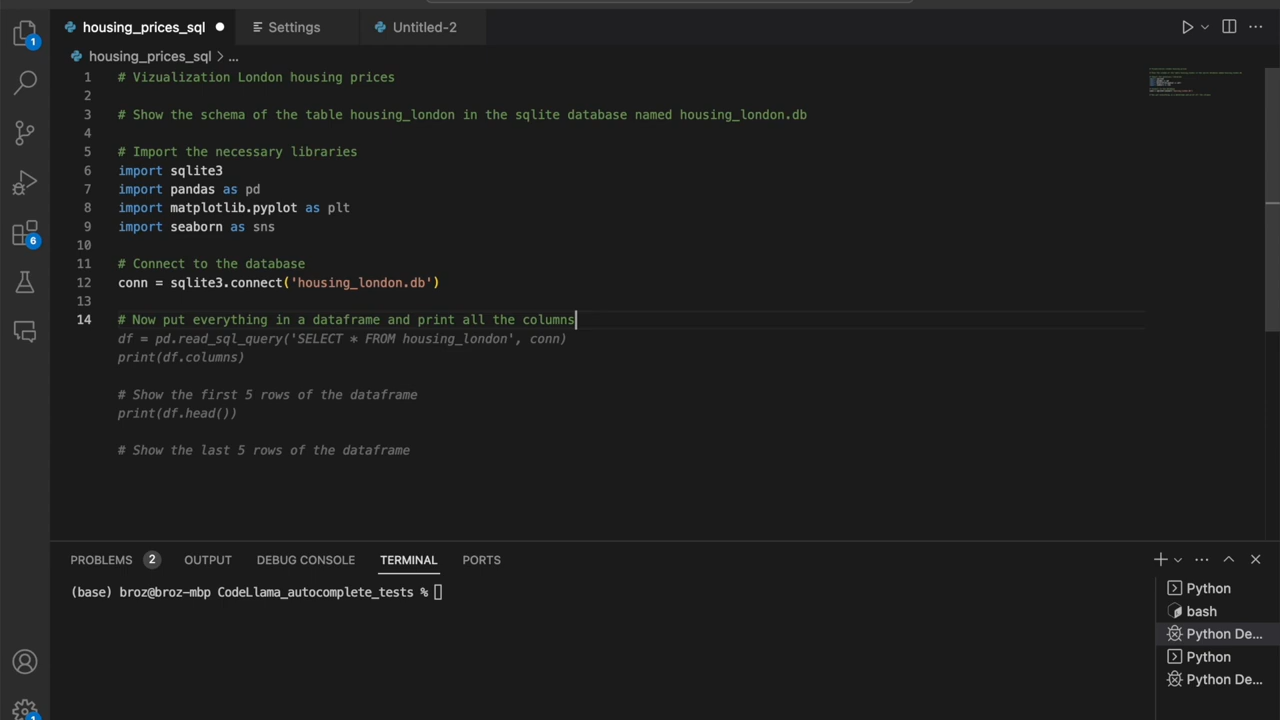 housing_prices_sql
Settings
Untitled-2
housing_prices_sql > ...
1 # Vizualization London housing prices
2
3 # Show the schema of the table housing_london in the sqlite database named housing_london.db
4
5 # Import the necessary libraries
6 import sqlite3
7 import pandas as pd
8 import matplotlib.pyplot as plt
9 import seaborn as sns
10
11 # Connect to the database
12 conn = sqlite3.connect('housing_london.db')
13
14 # Now put everything in a dataframe and print all the columns
df = pd.read_sql_query('SELECT * FROM housing_london', conn)
print(df.columns)
# Show the first 5 rows of the dataframe
print(df.head())
# Show the last 5 rows of the dataframe
1
6
1
PROBLEMS 2 OUTPUT DEBUG CONSOLE TERMINAL PORTS
(base) broz@broz-mbp CodeLlama_autocomplete_tests %
Python
bash
Python De...
Python
Python De...